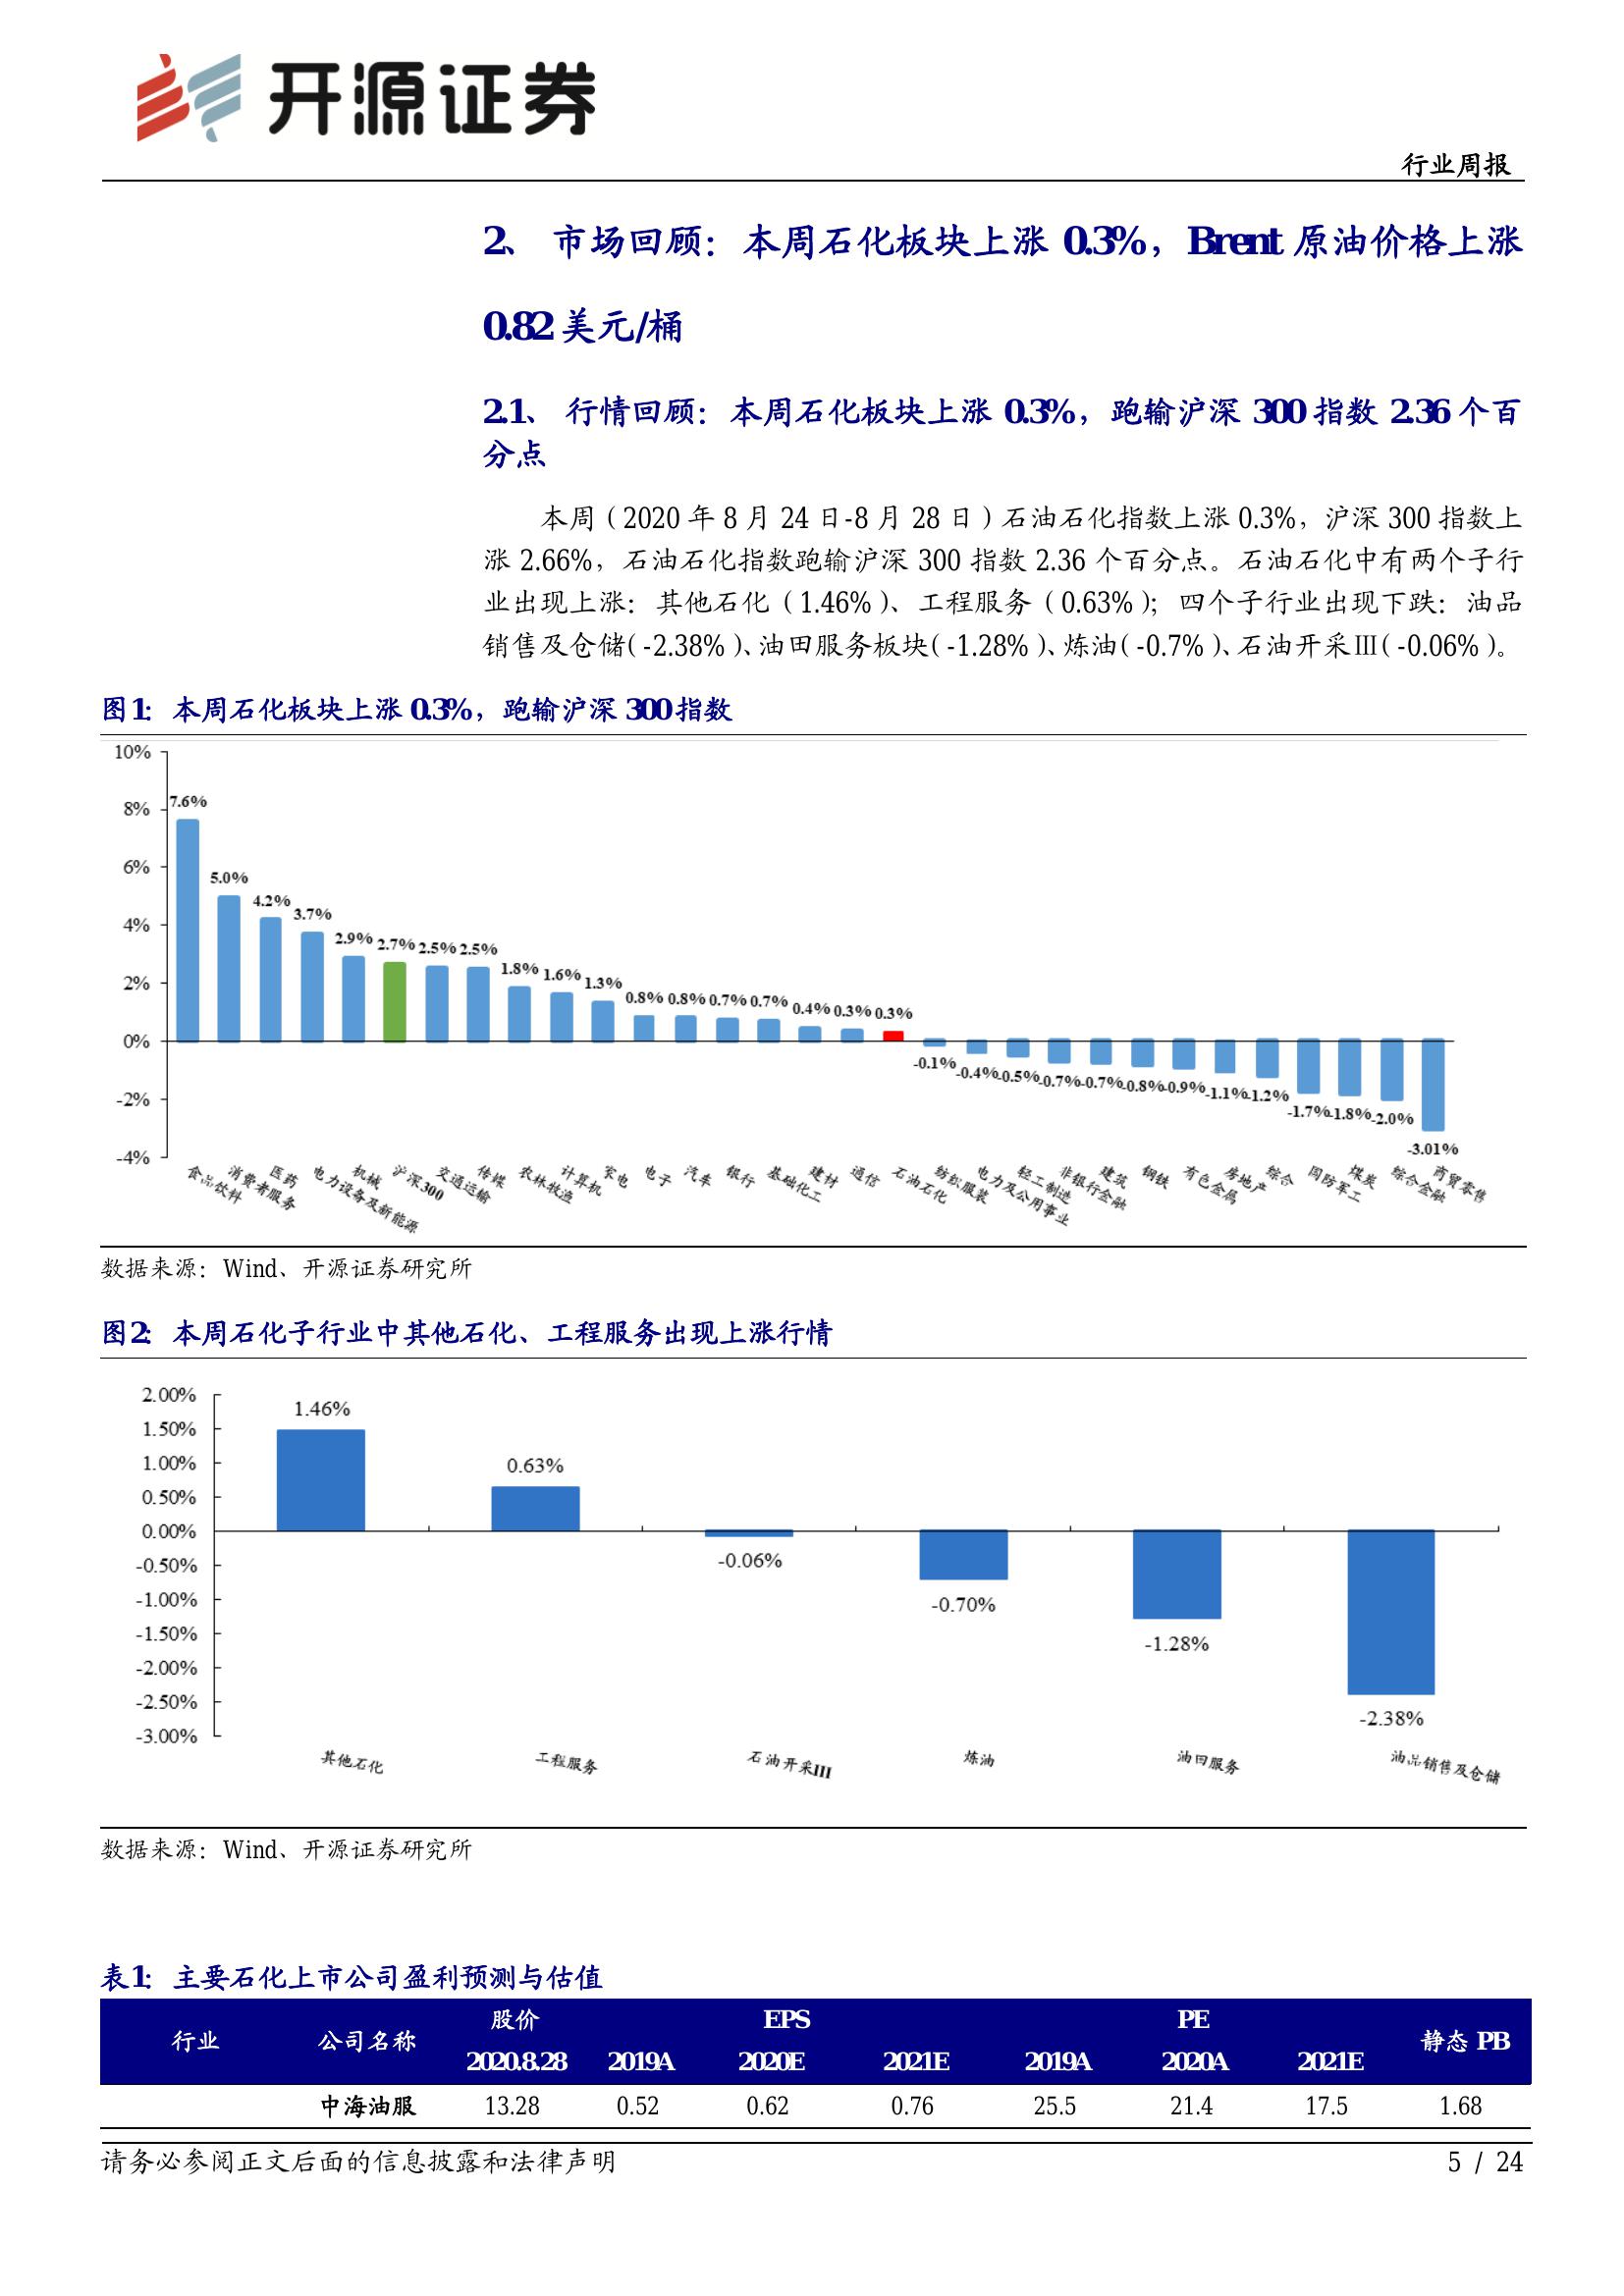 开源证券
行业周报
2、 市场回顾：本周石化板块上涨 0.3%，Brent 原油价格上涨
0.82 美元/桶
2.1、 行情回顾：本周石化板块上涨 0.3%，跑输沪深 300 指数 2.36 个百
分点
本周（2020 年 8 月 24 日-8 月 28 日）石油石化指数上涨 0.3%，沪深 300 指数上
涨 2.66%，石油石化指数跑输沪深 300 指数 2.36 个百分点。石油石化中有两个子行
业出现上涨：其他石化（1.46%）、工程服务（0.63%）；四个子行业出现下跌：油品
销售及仓储(-2.38%)、油田服务板块(-1.28%)、炼油(-0.7%)、石油开采Ⅲ(-0.06%)。
图1：本周石化板块上涨 0.3%，跑输沪深 300 指数
10%
8%
6%
4%
2%
0%
-2%
-4%
7.6%
5.0%
4.2%
3.7%
2.9%
2.7%
2.5%
2.5%
1.8%
1.6%
1.3%
0.8%
0.8%
0.7%
0.7%
0.4%
0.3%
0.3%
-0.1%
-0.4%
-0.5%
-0.7%
-0.7%
-0.8%
-0.9%
-1.1%
-1.2%
-1.7%
-1.8%
-2.0%
-3.01%
食品饮料
消费者服务
医药
电力设备及新能源
机械
沪深300
交通运输
传媒
农林牧渔
计算机
家电
电子
汽车
银行
基础化工
建材
通信
石油石化
纺织服装
电力及公用事业
轻工制造
非银行金融
建筑
钢铁
有色金属
房地产
综合
国防军工
煤炭
综合金融
商贸零售
数据来源：Wind、开源证券研究所
图2：本周石化子行业中其他石化、工程服务出现上涨行情
2.00%
1.50%
1.00%
0.50%
0.00%
-0.50%
-1.00%
-1.50%
-2.00%
-2.50%
-3.00%
1.46%
0.63%
-0.06%
-0.70%
-1.28%
-2.38%
其他石化
工程服务
石油开采III
炼油
油田服务
油品销售及仓储
数据来源：Wind、开源证券研究所
表1：主要石化上市公司盈利预测与估值
行业 公司名称 股价 EPS PE 静态 PB
2020.8.28 2019A 2020E 2021E 2019A 2020A 2021E
中海油服 13.28 0.52 0.62 0.76 25.5 21.4 17.5 1.68
请务必参阅正文后面的信息披露和法律声明
5 / 24